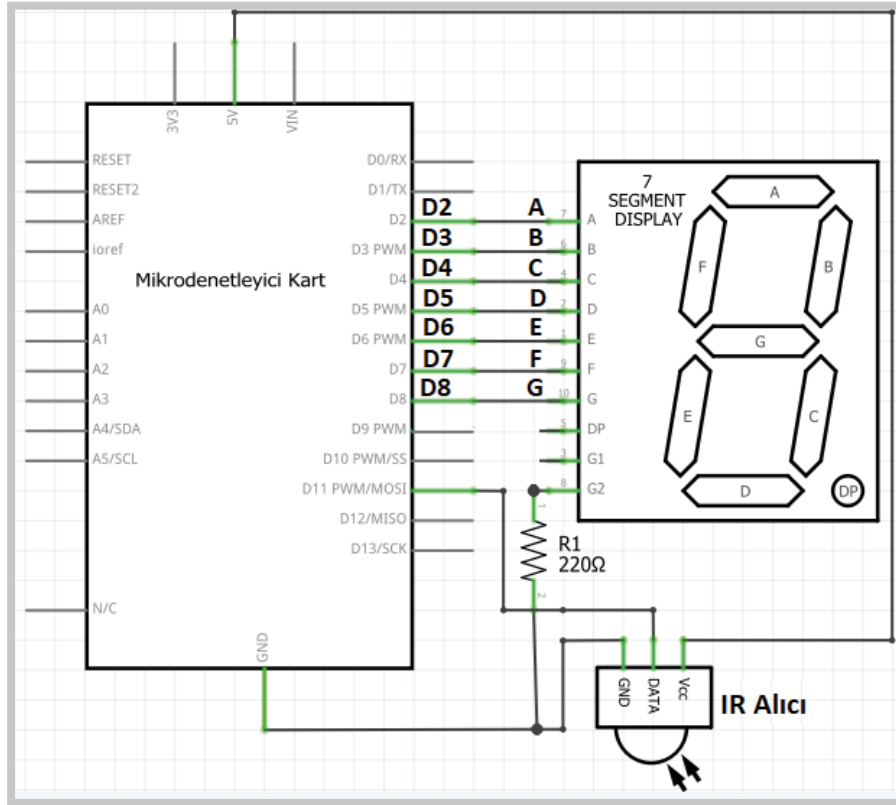 3V3
5V
VIN
RESET
RESET2
AREF
ioref
Mikrodenetleyici Kart
A0
A1
A2
A3
A4/SDA
A5/SCL
N/C
GND
D0/RX
D1/TX
D2
D3 PWM
D4
D5 PWM
D6 PWM
D7
D8
D9 PWM
D10 PWM/SS
D11 PWM/MOSI
D12/MISO
D13/SCK
D2 A
D3 B
D4 C
D5 D
D6 E
D7 F
D8 G
7 A
6 B
4 C
2 D
1 E
9 F
10 G
5 DP
3 G1
8 G2
7
SEGMENT
DISPLAY
A
F
B
G
E
C
D
DP
1
R1
220Ω
2
GND
DATA
Vcc
IR Alıcı